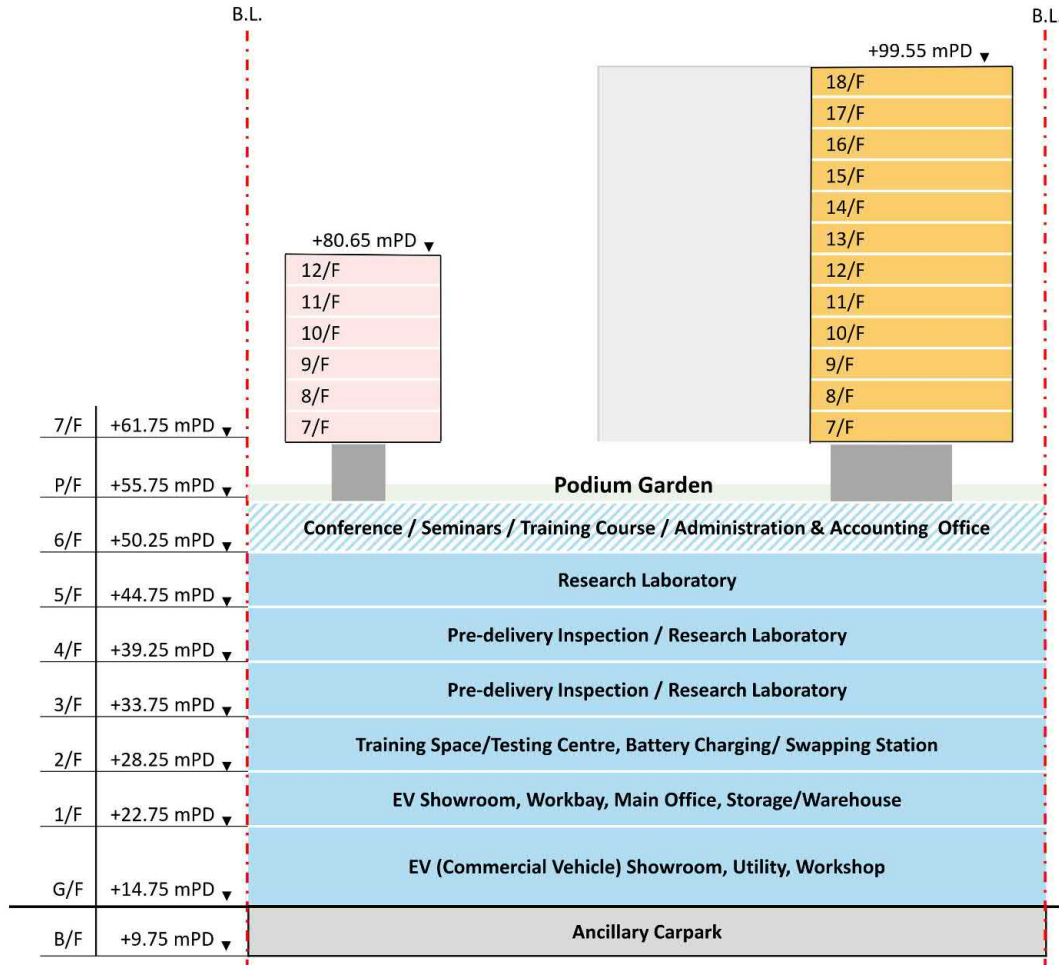 B.L.
B.L.
+99.55 mPD
18/F
17/F
16/F
15/F
14/F
13/F
12/F
11/F
10/F
9/F
8/F
7/F
+80.65 mPD
12/F
11/F
10/F
9/F
8/F
7/F
7/F +61.75 mPD
P/F +55.75 mPD
Podium Garden
Conference / Seminars / Training Course / Administration & Accounting Office
6/F +50.25 mPD
Research Laboratory
5/F +44.75 mPD
Pre-delivery Inspection / Research Laboratory
4/F +39.25 mPD
Pre-delivery Inspection / Research Laboratory
3/F +33.75 mPD
Training Space/Testing Centre, Battery Charging/ Swapping Station
2/F +28.25 mPD
EV Showroom, Workbay, Main Office, Storage/Warehouse
1/F +22.75 mPD
EV (Commercial Vehicle) Showroom, Utility, Workshop
G/F +14.75 mPD
Ancillary Carpark
B/F +9.75 mPD